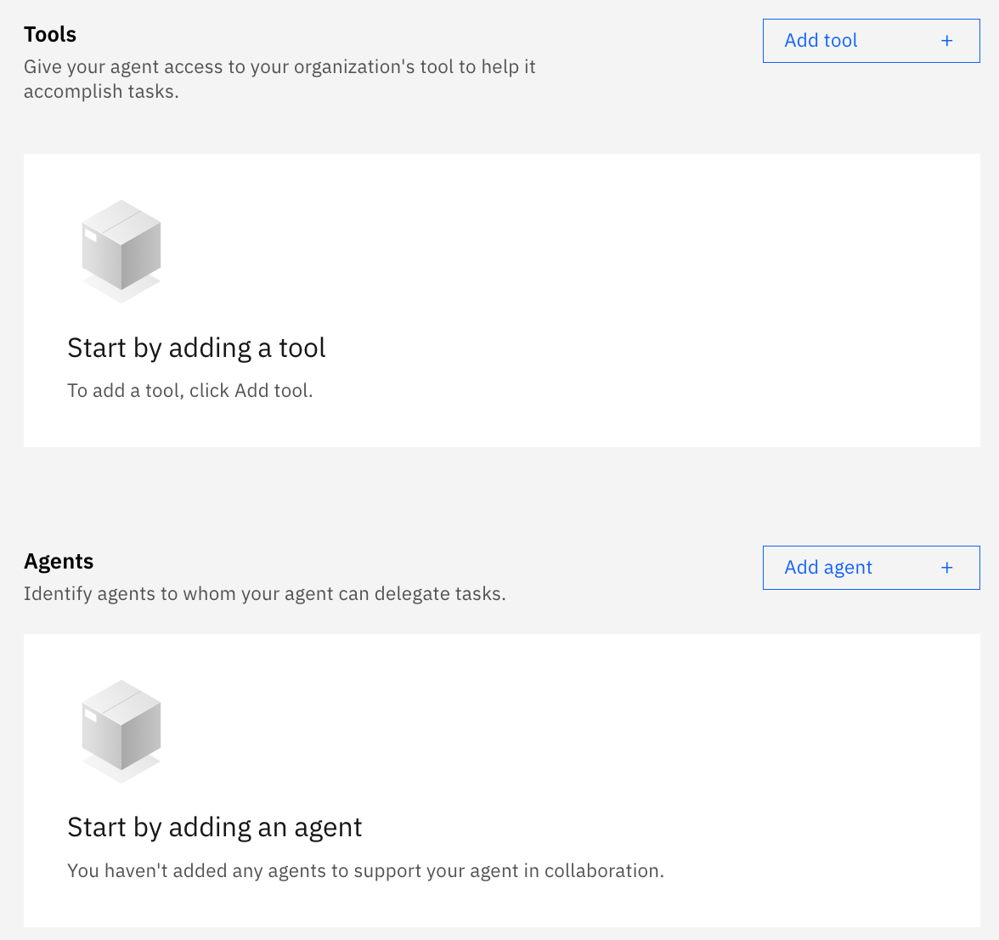 Tools
Add tool +
Give your agent access to your organization's tool to help it
accomplish tasks.
Start by adding a tool
To add a tool, click Add tool.
Agents
Add agent +
Identify agents to whom your agent can delegate tasks.
Start by adding an agent
You haven't added any agents to support your agent in collaboration.